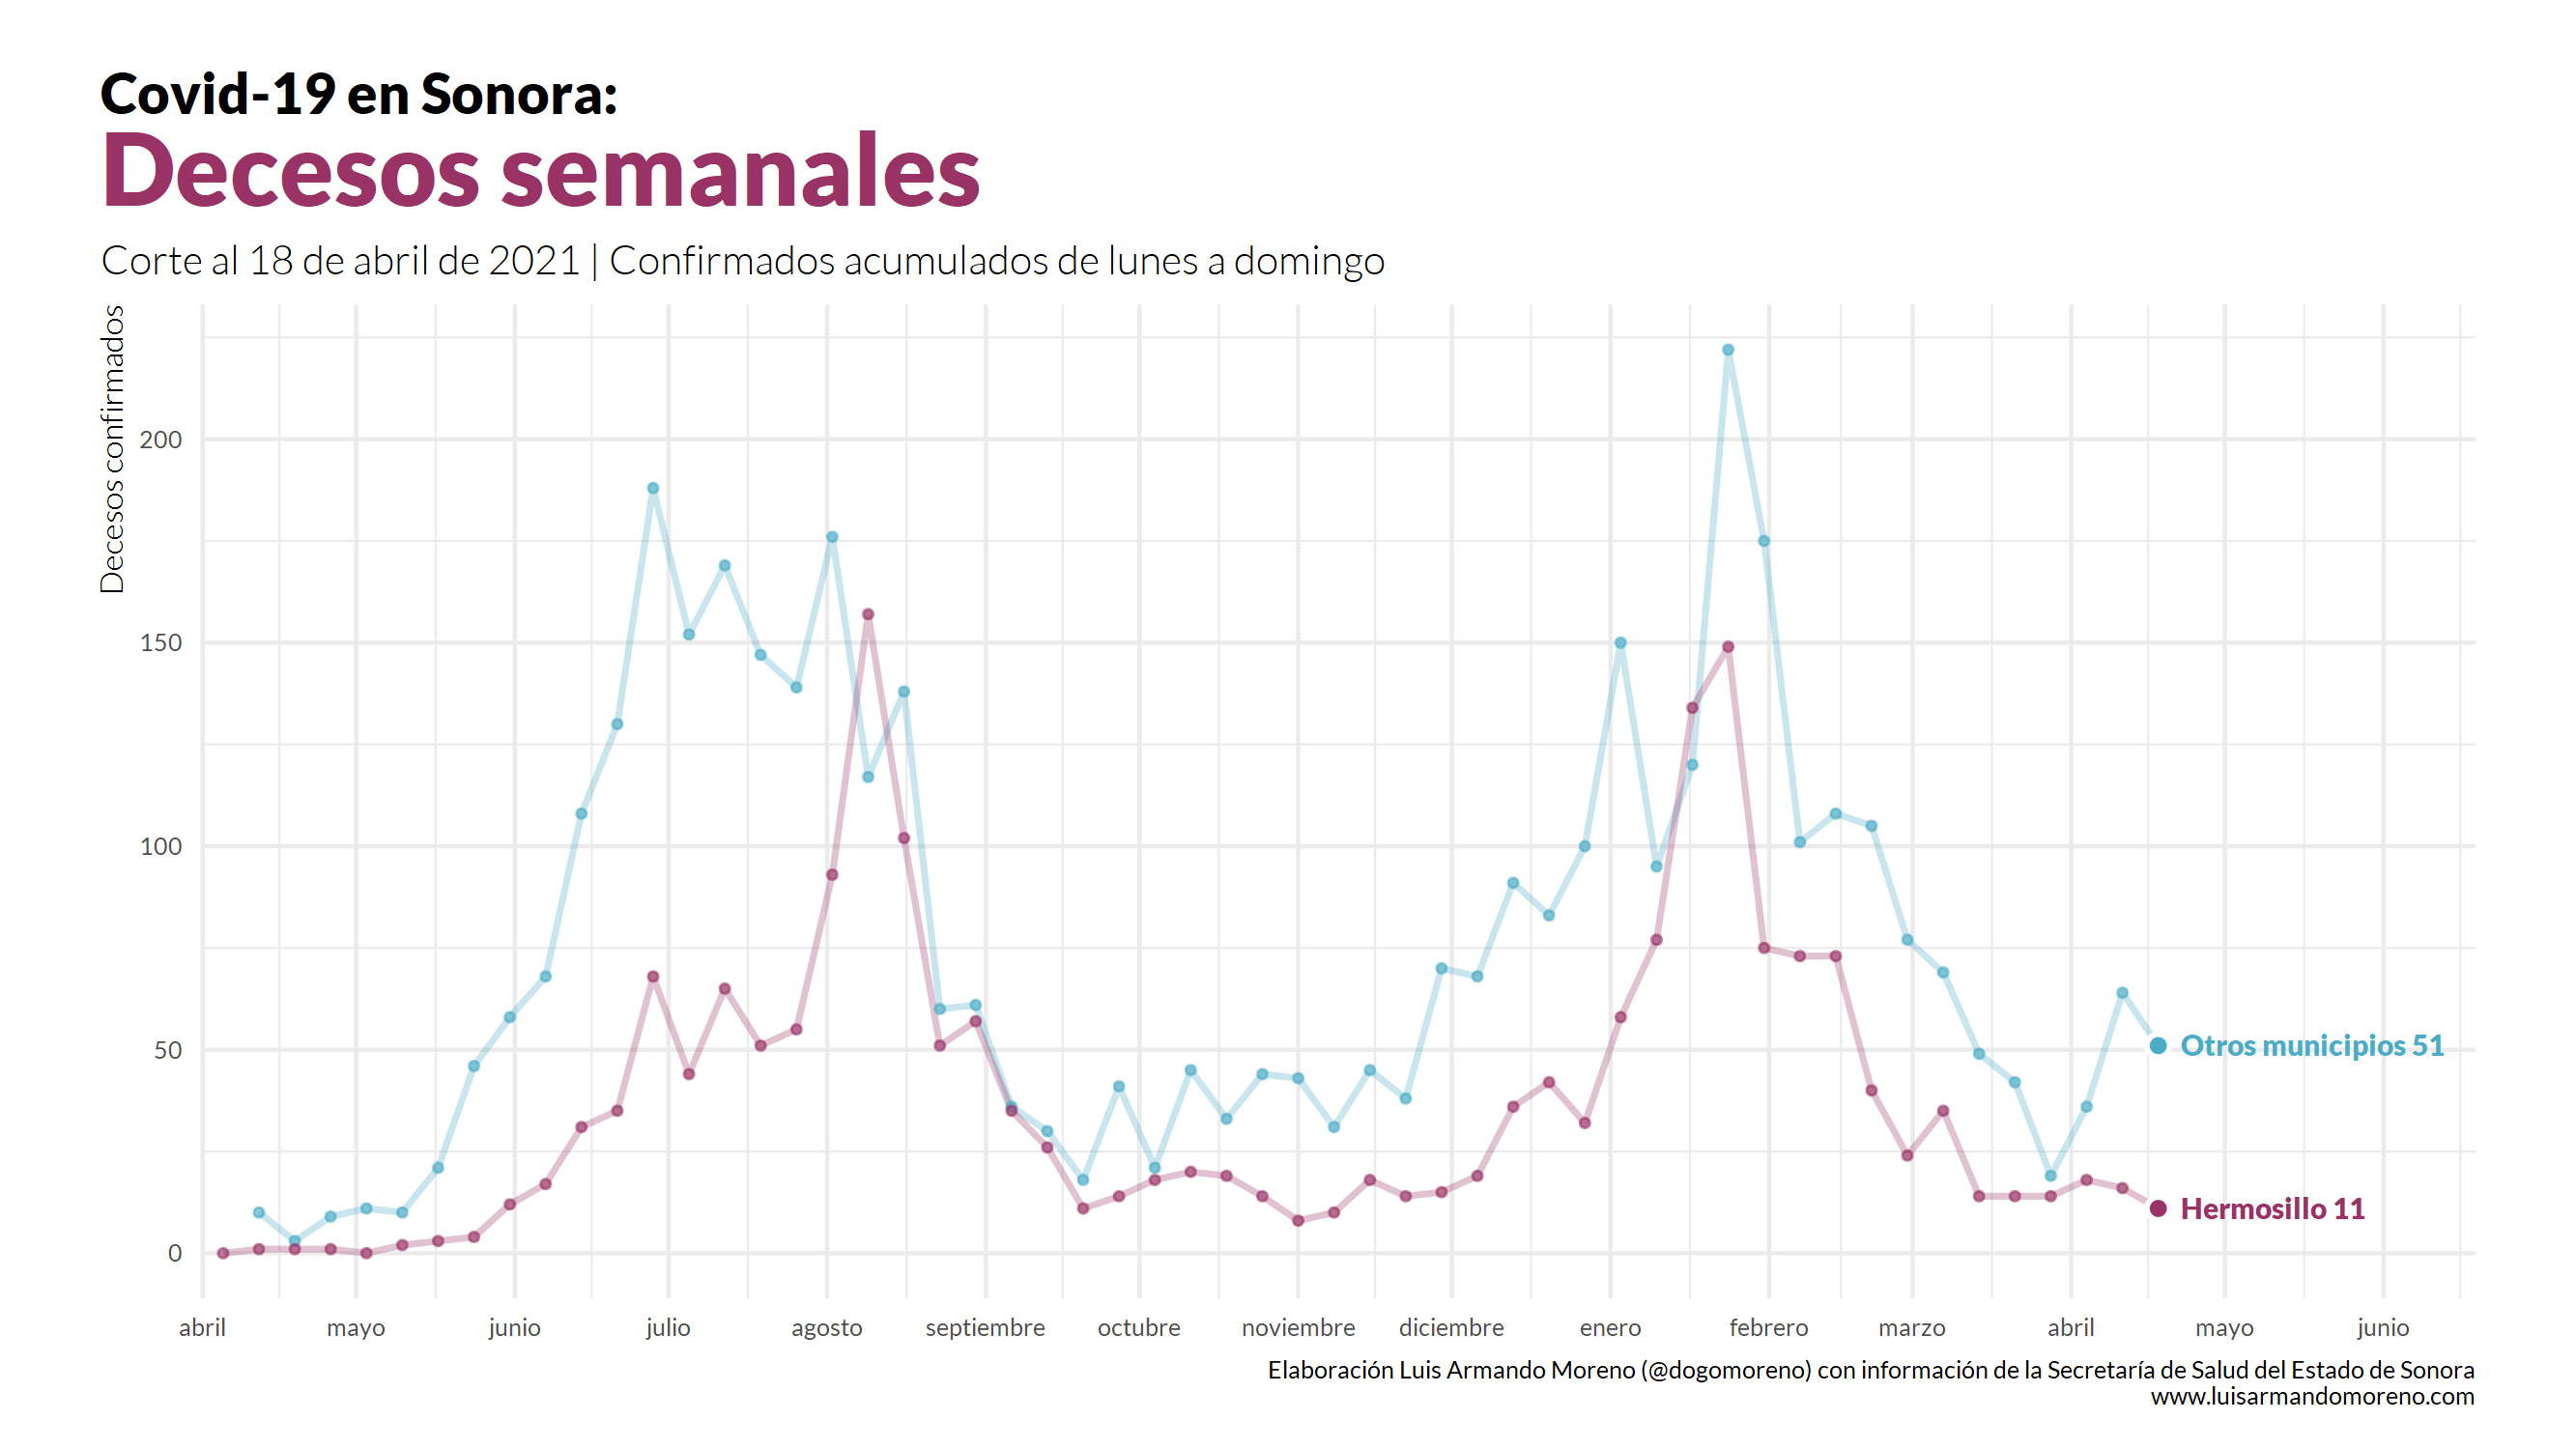 Covid-19 en Sonora:
Decesos semanales
Corte al 18 de abril de 2021 | Confirmados acumulados de lunes a domingo
Decesos confirmados
200
150
100
50
0
Otros municipios 51
Hermosillo 11
abril mayo junio julio agosto septiembre octubre noviembre diciembre enero febrero marzo abril mayo junio
Elaboración Luis Armando Moreno (@dogomoreno) con información de la Secretaría de Salud del Estado de Sonora
www.luisarmandomoreno.com